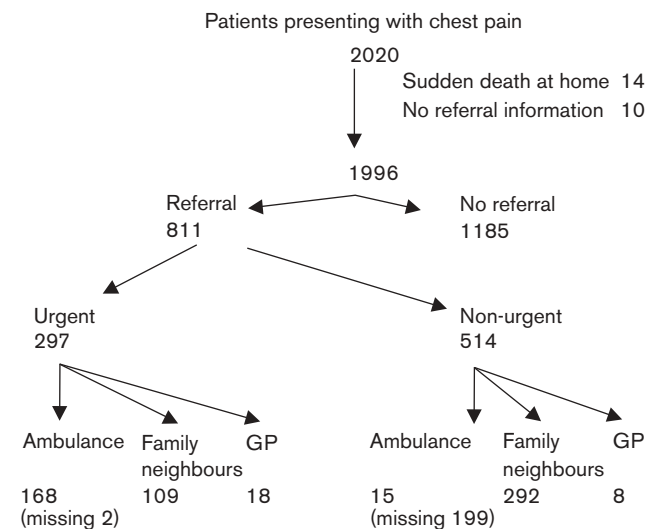 Patients presenting with chest pain
2020
Sudden death at home 14
No referral information 10
1996
Referral
811
No referral
1185
Urgent
297
Non-urgent
514
Ambulance
168
(missing 2)
Family
neighbours
109
GP
18
Ambulance
15
(missing 199)
Family
neighbours
292
GP
8